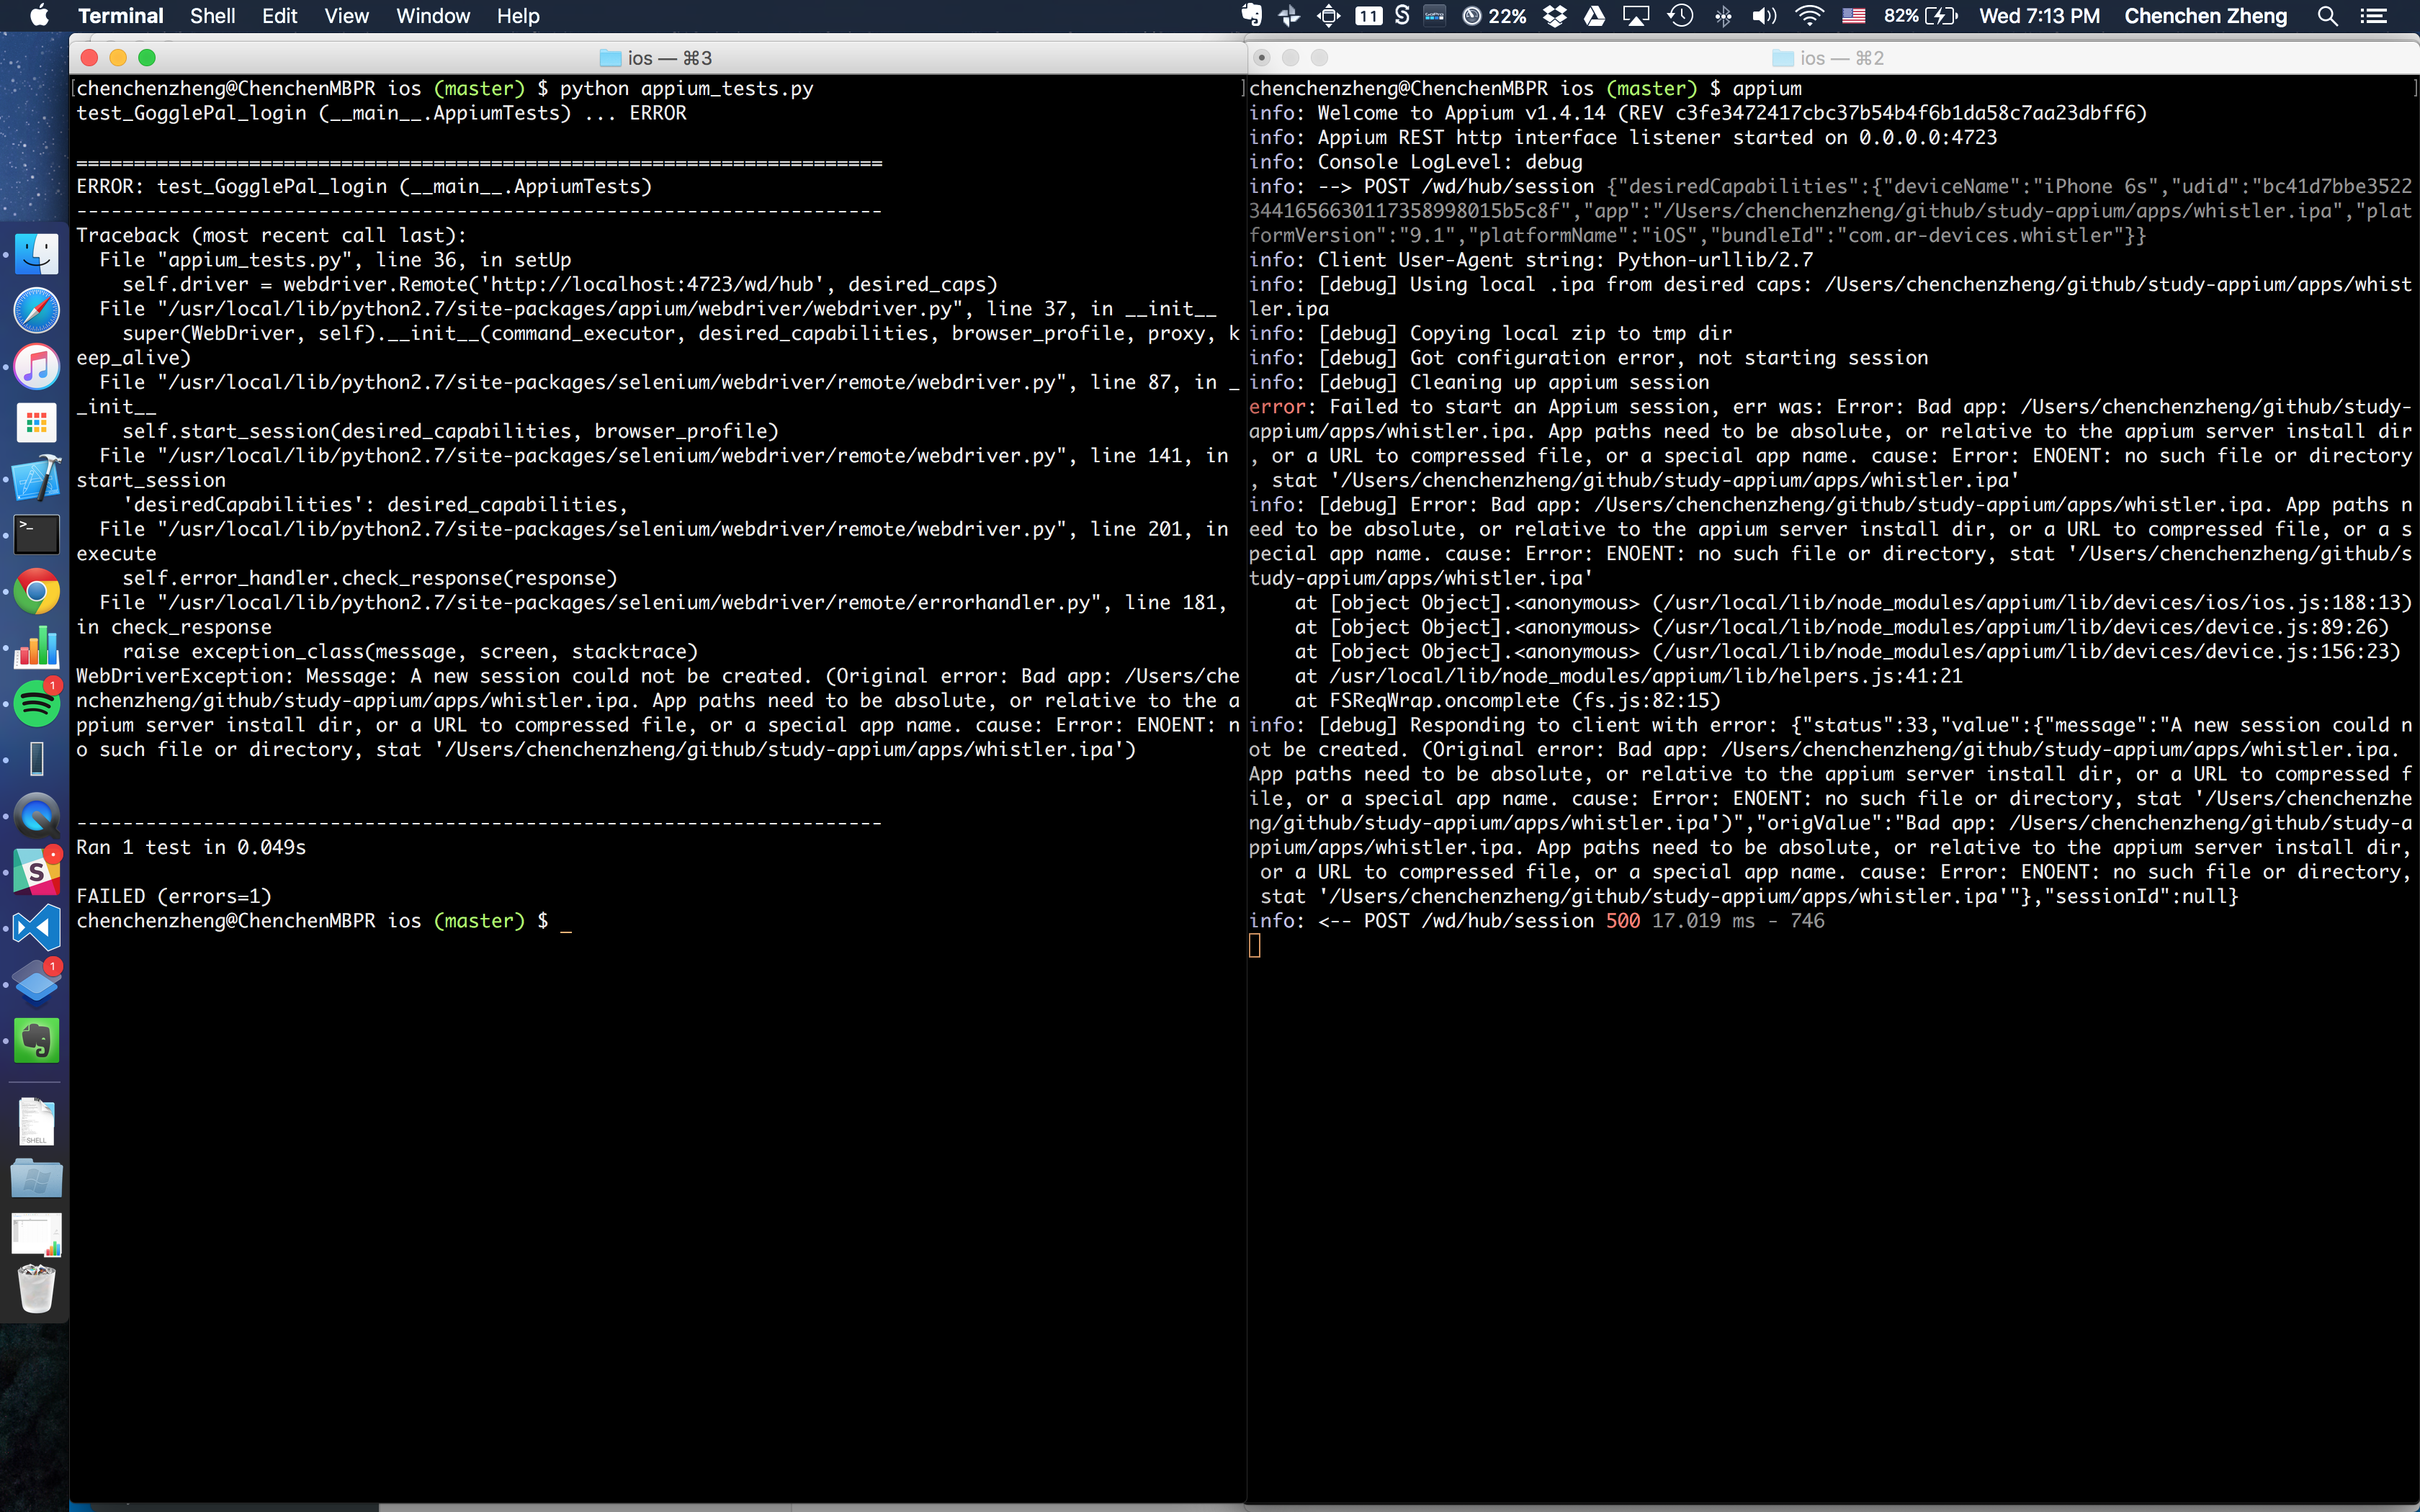 Terminal Shell Edit View Window Help 11 S GoPro 22% 82% Wed 7:13 PM Chenchen Zheng
ios — ⌘3
[chenchenzheng@ChenchenMBPR ios (master) $ python appium_tests.py ]
test_GogglePal_login (__main__.AppiumTests) ... ERROR
======================================================================
ERROR: test_GogglePal_login (__main__.AppiumTests)
----------------------------------------------------------------------
Traceback (most recent call last):
  File "appium_tests.py", line 36, in setUp
    self.driver = webdriver.Remote('http://localhost:4723/wd/hub', desired_caps)
  File "/usr/local/lib/python2.7/site-packages/appium/webdriver/webdriver.py", line 37, in __init__
    super(WebDriver, self).__init__(command_executor, desired_capabilities, browser_profile, proxy, k
eep_alive)
  File "/usr/local/lib/python2.7/site-packages/selenium/webdriver/remote/webdriver.py", line 87, in _
_init__
    self.start_session(desired_capabilities, browser_profile)
  File "/usr/local/lib/python2.7/site-packages/selenium/webdriver/remote/webdriver.py", line 141, in
start_session
    'desiredCapabilities': desired_capabilities,
  File "/usr/local/lib/python2.7/site-packages/selenium/webdriver/remote/webdriver.py", line 201, in
execute
    self.error_handler.check_response(response)
  File "/usr/local/lib/python2.7/site-packages/selenium/webdriver/remote/errorhandler.py", line 181,
in check_response
    raise exception_class(message, screen, stacktrace)
WebDriverException: Message: A new session could not be created. (Original error: Bad app: /Users/che
nchenzheng/github/study-appium/apps/whistler.ipa. App paths need to be absolute, or relative to the a
ppium server install dir, or a URL to compressed file, or a special app name. cause: Error: ENOENT: n
o such file or directory, stat '/Users/chenchenzheng/github/study-appium/apps/whistler.ipa')
----------------------------------------------------------------------
Ran 1 test in 0.049s
FAILED (errors=1)
chenchenzheng@ChenchenMBPR ios (master) $ _
ios — ⌘2
chenchenzheng@ChenchenMBPR ios (master) $ appium ]
info: Welcome to Appium v1.4.14 (REV c3fe3472417cbc37b54b4f6b1da58c7aa23dbff6)
info: Appium REST http interface listener started on 0.0.0.0:4723
info: Console LogLevel: debug
info: --> POST /wd/hub/session {"desiredCapabilities":{"deviceName":"iPhone 6s","udid":"bc41d7bbe3522
34416566301173589980​15b5c8f","app":"/Users/chenchenzheng/github/study-appium/apps/whistler.ipa","plat
formVersion":"9.1","platformName":"iOS","bundleId":"com.ar-devices.whistler"}}
info: Client User-Agent string: Python-urllib/2.7
info: [debug] Using local .ipa from desired caps: /Users/chenchenzheng/github/study-appium/apps/whist
ler.ipa
info: [debug] Copying local zip to tmp dir
info: [debug] Got configuration error, not starting session
info: [debug] Cleaning up appium session
error: Failed to start an Appium session, err was: Error: Bad app: /Users/chenchenzheng/github/study-
appium/apps/whistler.ipa. App paths need to be absolute, or relative to the appium server install dir
, or a URL to compressed file, or a special app name. cause: Error: ENOENT: no such file or directory
, stat '/Users/chenchenzheng/github/study-appium/apps/whistler.ipa'
info: [debug] Error: Bad app: /Users/chenchenzheng/github/study-appium/apps/whistler.ipa. App paths n
eed to be absolute, or relative to the appium server install dir, or a URL to compressed file, or a s
pecial app name. cause: Error: ENOENT: no such file or directory, stat '/Users/chenchenzheng/github/s
tudy-appium/apps/whistler.ipa'
    at [object Object].<anonymous> (/usr/local/lib/node_modules/appium/lib/devices/ios/ios.js:188:13)
    at [object Object].<anonymous> (/usr/local/lib/node_modules/appium/lib/devices/device.js:89:26)
    at [object Object].<anonymous> (/usr/local/lib/node_modules/appium/lib/devices/device.js:156:23)
    at /usr/local/lib/node_modules/appium/lib/helpers.js:41:21
    at FSReqWrap.oncomplete (fs.js:82:15)
info: [debug] Responding to client with error: {"status":33,"value":{"message":"A new session could n
ot be created. (Original error: Bad app: /Users/chenchenzheng/github/study-appium/apps/whistler.ipa.
App paths need to be absolute, or relative to the appium server install dir, or a URL to compressed f
ile, or a special app name. cause: Error: ENOENT: no such file or directory, stat '/Users/chenchenzhe
ng/github/study-appium/apps/whistler.ipa')","origValue":"Bad app: /Users/chenchenzheng/github/study-a
ppium/apps/whistler.ipa. App paths need to be absolute, or relative to the appium server install dir,
 or a URL to compressed file, or a special app name. cause: Error: ENOENT: no such file or directory,
 stat '/Users/chenchenzheng/github/study-appium/apps/whistler.ipa'"},"sessionId":null}
info: <-- POST /wd/hub/session 500 17.019 ms - 746
>_
1
S
1
SHELL